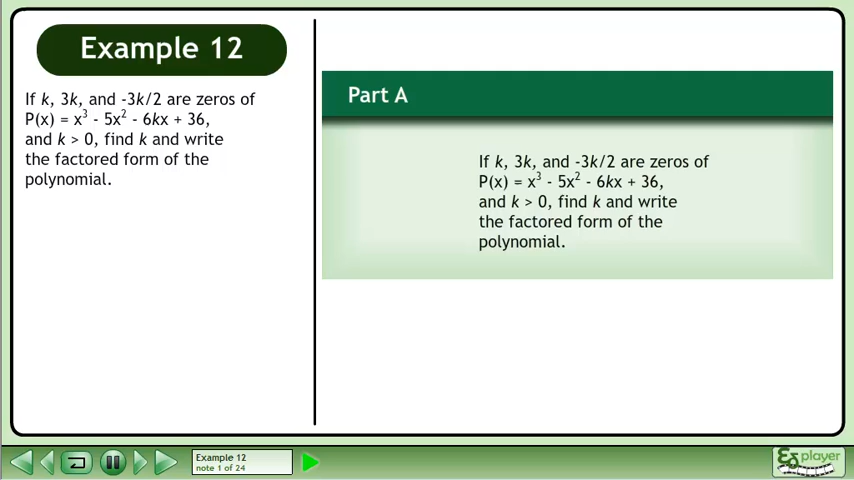 Example 12
If k, 3k, and -3k/2 are zeros of
P(x) = x³ - 5x² - 6kx + 36,
and k > 0, find k and write
the factored form of the
polynomial.
Part A
If k, 3k, and -3k/2 are zeros of
P(x) = x³ - 5x² - 6kx + 36,
and k > 0, find k and write
the factored form of the
polynomial.
Example 12
note 1 of 24
player